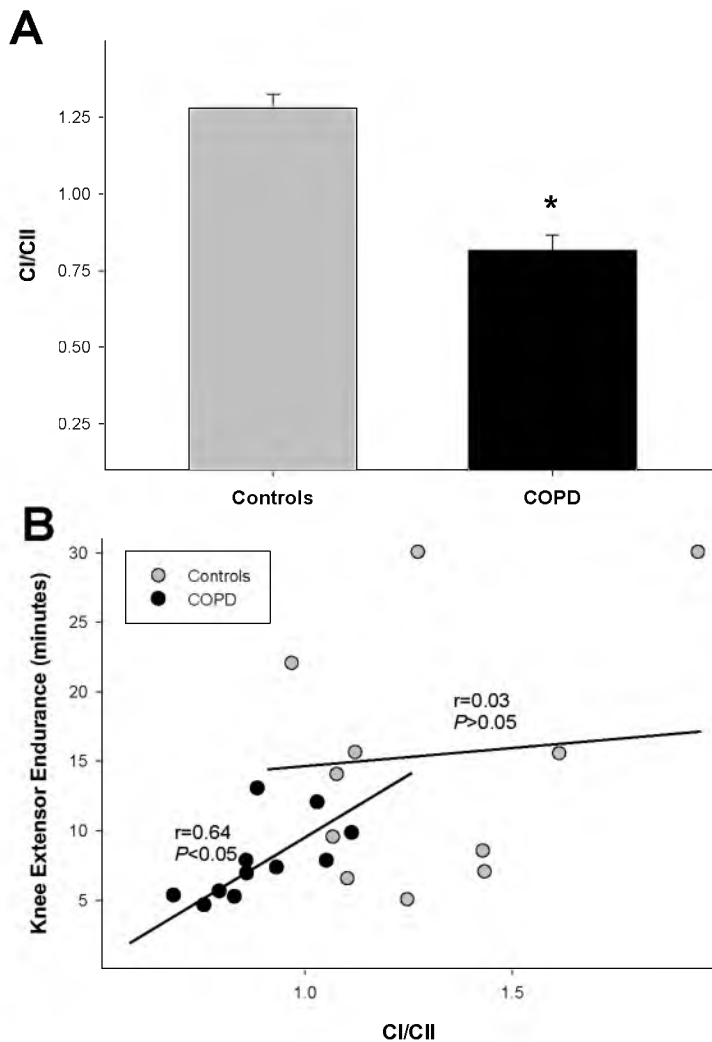 A
CI/CII
1.25
1.00
0.75
0.50
0.25
*
Controls
COPD
B
Knee Extensor Endurance (minutes)
30
25
20
15
10
5
Controls
COPD
r=0.03
P>0.05
r=0.64
P<0.05
1.0
1.5
CI/CII